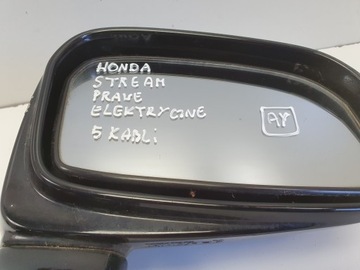 HONDA
STREAM
PRAWE
ELEKTRYCZNE
5 KABLI
AY